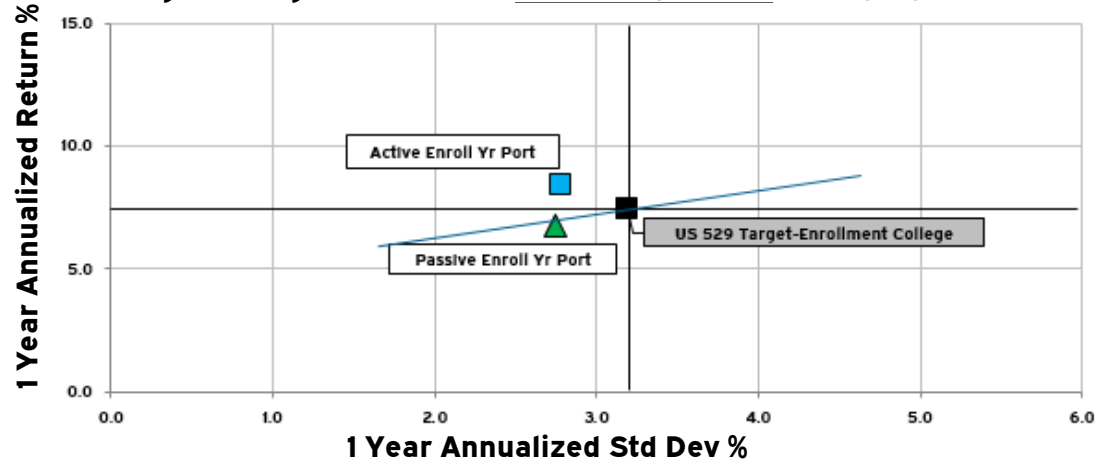 1 Year Annualized Return %
15.0
10.0
5.0
0.0
Active Enroll Yr Port
US 529 Target-Enrollment College
Passive Enroll Yr Port
0.0 1.0 2.0 3.0 4.0 5.0 6.0
1 Year Annualized Std Dev %